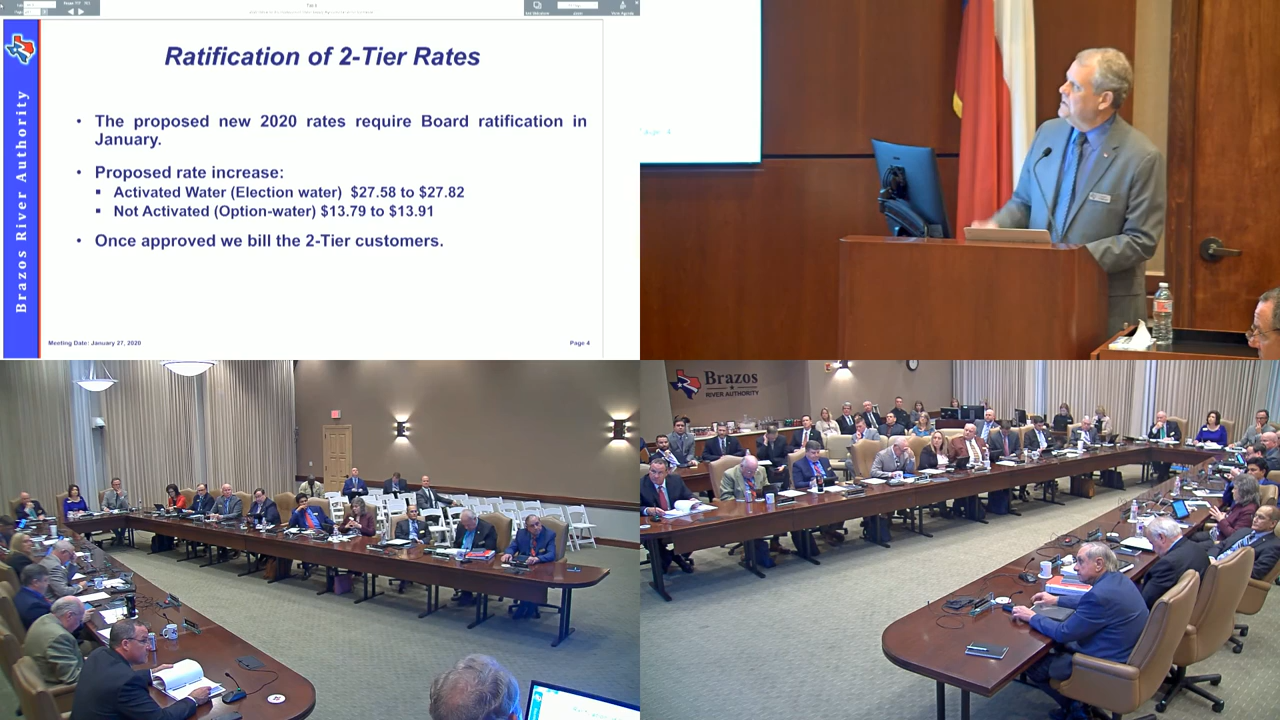 Ratification of 2-Tier Rates
Brazos River Authority
• The proposed new 2020 rates require Board ratification in
January.
• Proposed rate increase:
▪ Activated Water (Election water) $27.58 to $27.82
▪ Not Activated (Option-water) $13.79 to $13.91
• Once approved we bill the 2-Tier customers.
Meeting Date: January 27, 2020
Page 4
Page 4
Brazos
RIVER AUTHORITY